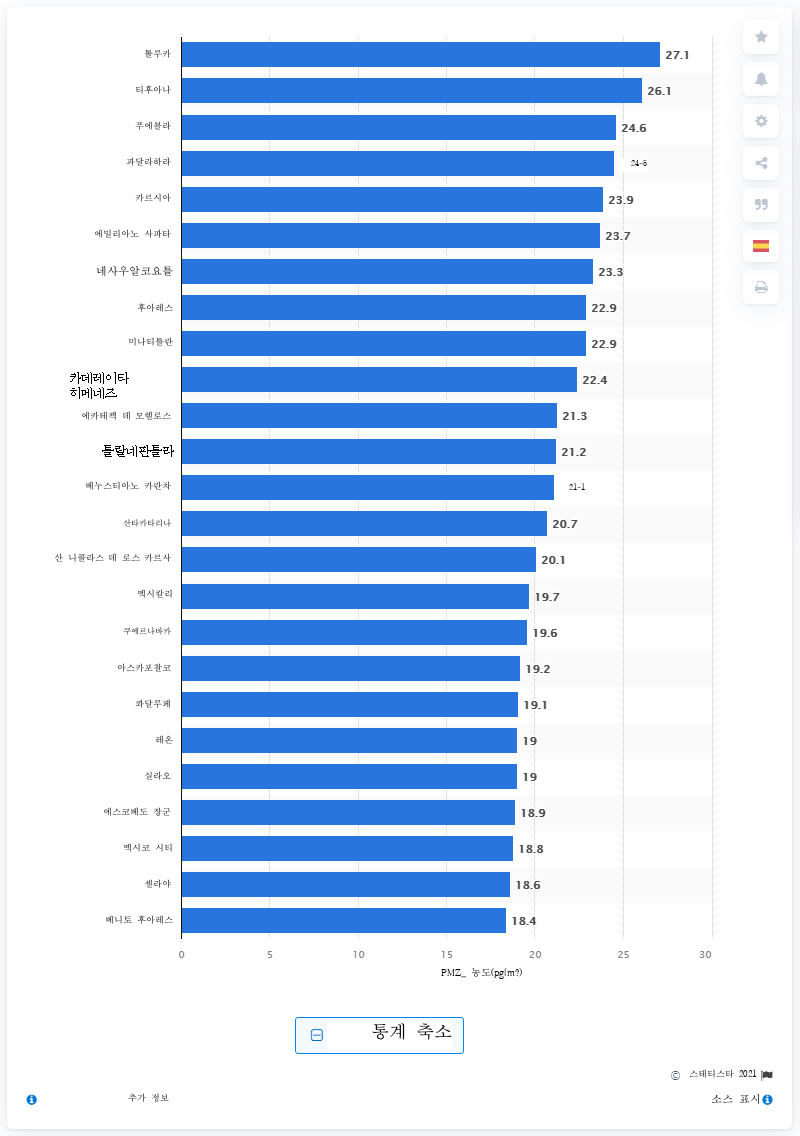 톨루카 27.1
티후아나 26.1
푸에블라 24.6
과달라하라 24-5
카르시아 23.9
에밀리아노 사파타 23.7
네사우알코요틀 23.3
후아레스 22.9
미나티틀란 22.9
카데레이타
히메네즈 22.4
에카테펙 데 모렐로스 21.3
틀랄네판틀라 21.2
베누스티아노 카란차 21-1
산타카타리나 20.7
산 니콜라스 데 로스 카르사 20.1
멕시칼리 19.7
쿠에르나바카 19.6
아스카포찰코 19.2
과달루페 19.1
레온 19
실라오 19
에스코베도 장군 18.9
멕시코 시티 18.8
셀라야 18.6
베니토 후아레스 18.4
0 5 10 15 20 25 30
PMZ_ 농도(pg{m?)
통계 축소
© 스태티스타 2021
추가 정보 소스 표시